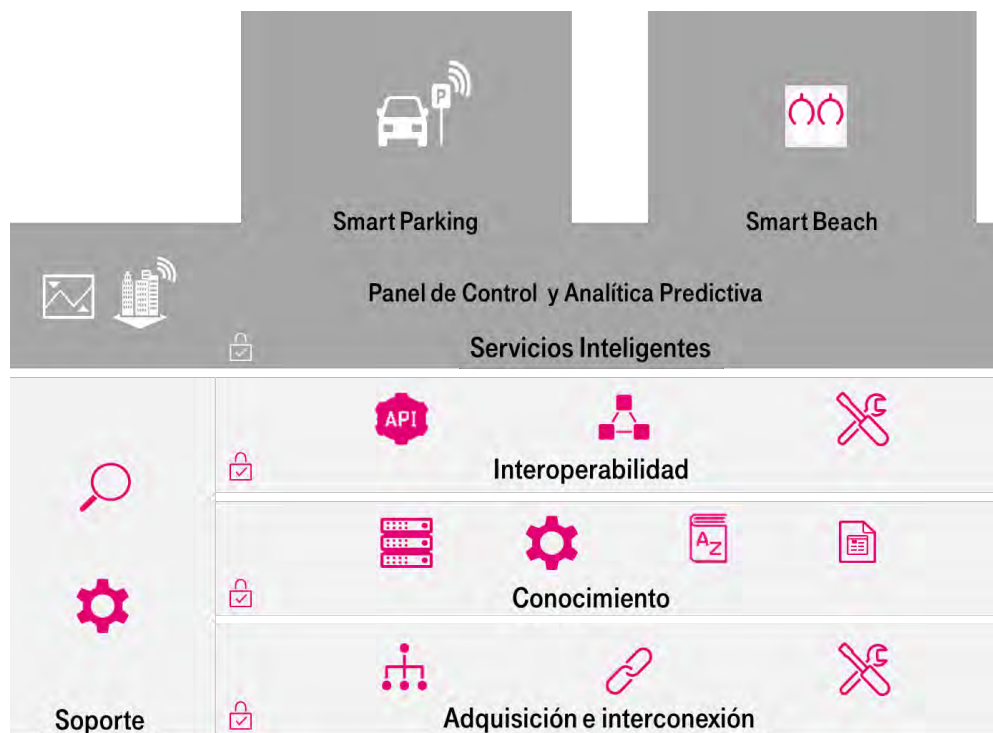 P
Smart Parking
Smart Beach
Panel de Control y Analítica Predictiva
Servicios Inteligentes
API
Interoperabilidad
A
Z
Conocimiento
Soporte
Adquisición e interconexión